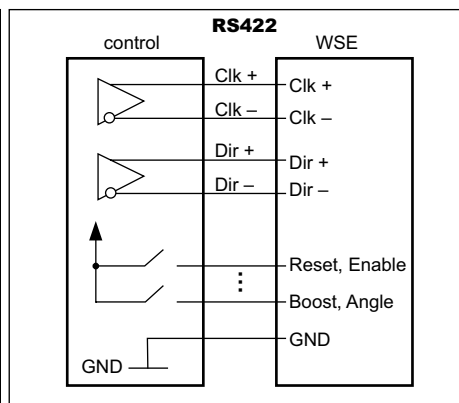 RS422
control WSE
Clk + Clk +
Clk – Clk –
Dir + Dir +
Dir – Dir –
Reset, Enable
Boost, Angle
GND
GND